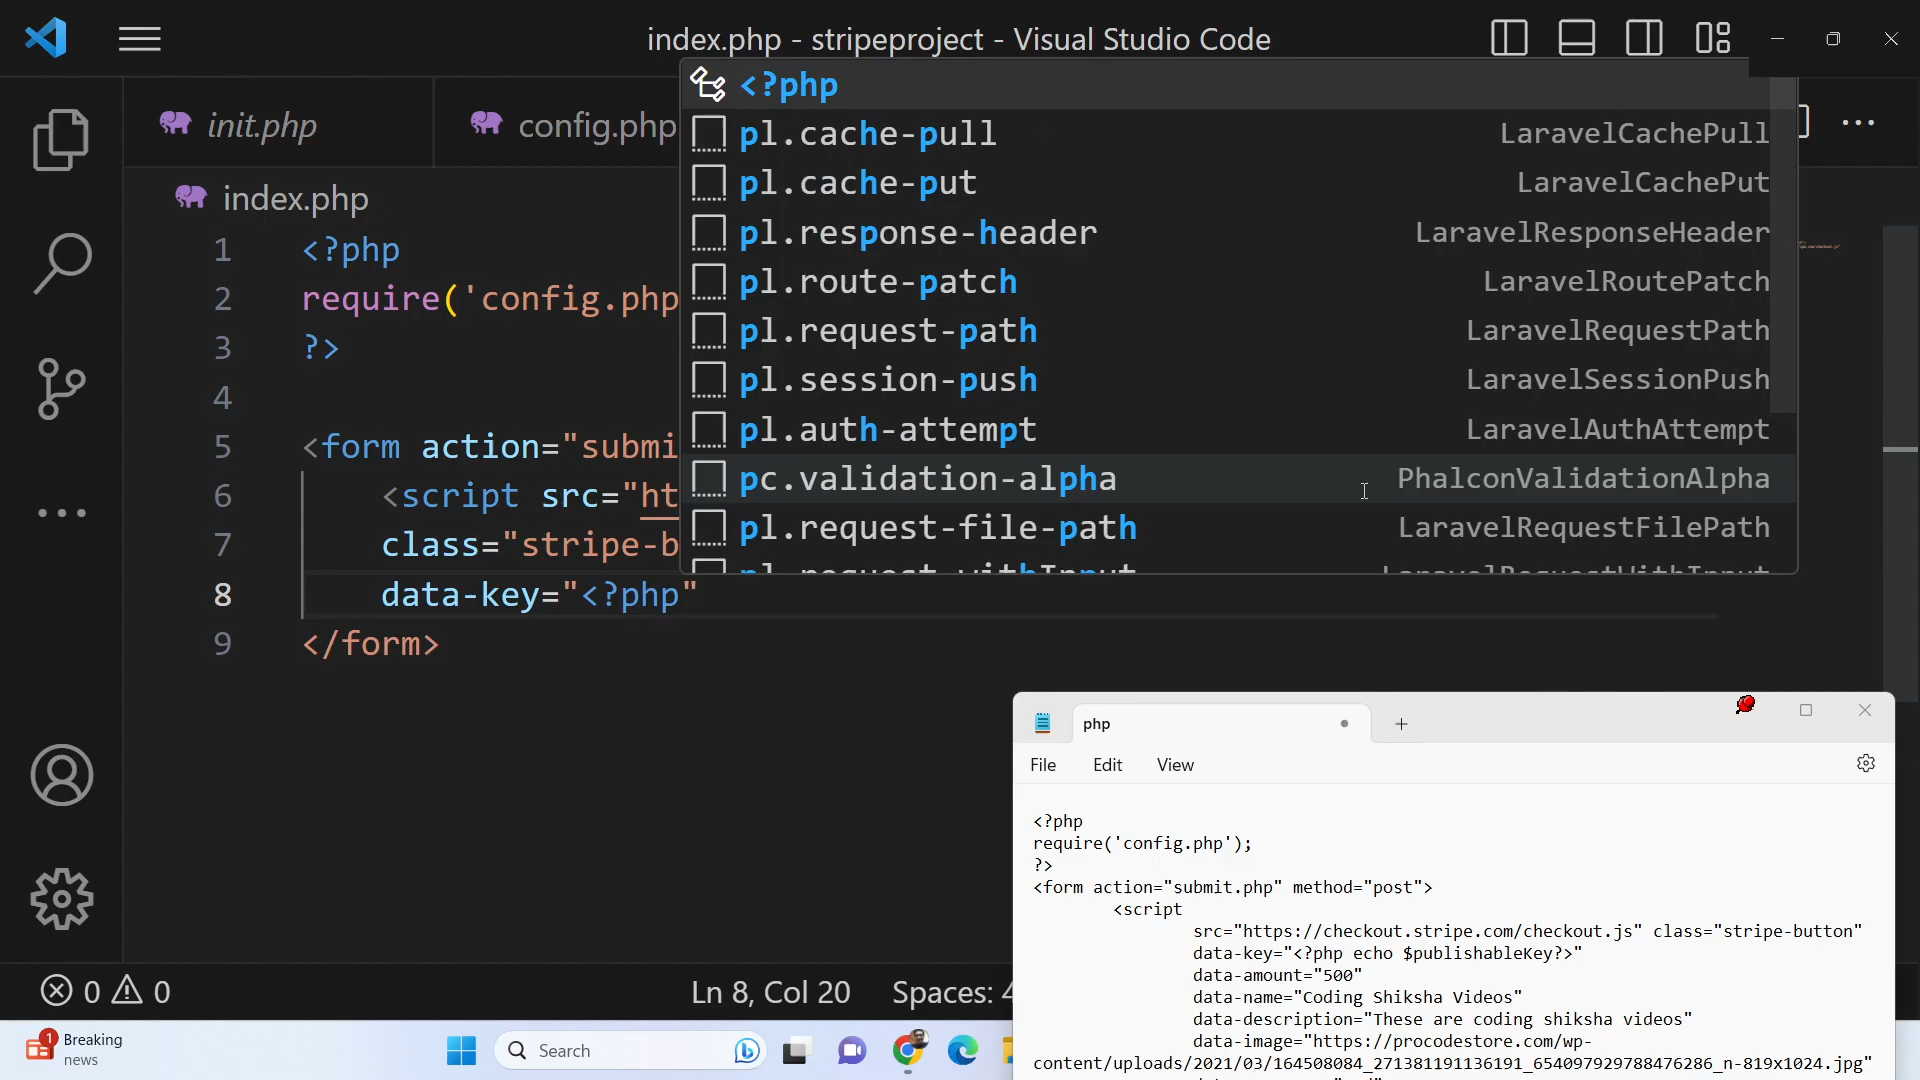 index.php - stripeproject - Visual Studio Code
init.php
config.php
index.php
1 <?php
2 require('config.php
3 ?>
4
5 <form action="submi
6 <script src="ht
7 class="stripe-b
8 data-key="<?php"
9 </form>
<?php
pl.cache-pull LaravelCachePull
pl.cache-put LaravelCachePut
pl.response-header LaravelResponseHeader
pl.route-patch LaravelRoutePatch
pl.request-path LaravelRequestPath
pl.session-push LaravelSessionPush
pl.auth-attempt LaravelAuthAttempt
pc.validation-alpha PhalconValidationAlpha
pl.request-file-path LaravelRequestFilePath
pl.request-withInput LaravelRequestWithInput
php
File Edit View
<?php
require('config.php');
?>
<form action="submit.php" method="post">
<script
src="https://checkout.stripe.com/checkout.js" class="stripe-button"
data-key="<?php echo $publishableKey?>"
data-amount="500"
data-name="Coding Shiksha Videos"
data-description="These are coding shiksha videos"
data-image="https://procodestore.com/wp-
content/uploads/2021/03/164508084_271381191136191_654097929788476286_n-819x1024.jpg"
0 0
Ln 8, Col 20
Spaces: 4
1
Breaking
news
Search